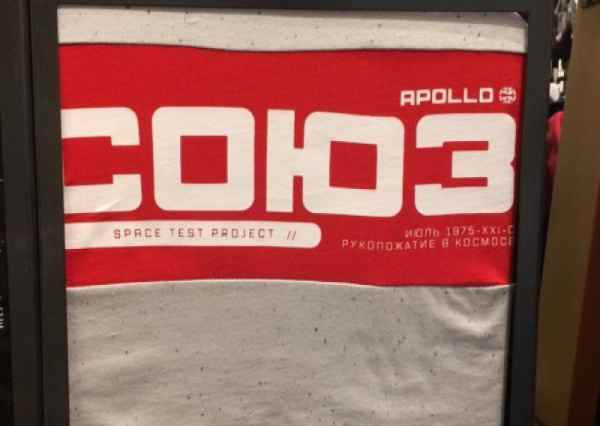 APOLLO
СОЮЗ
SPACE TEST PROJECT //
ИЮЛЬ 1975-XXI-C
РУКОПОЖАТИЕ В КОСМОСЕ